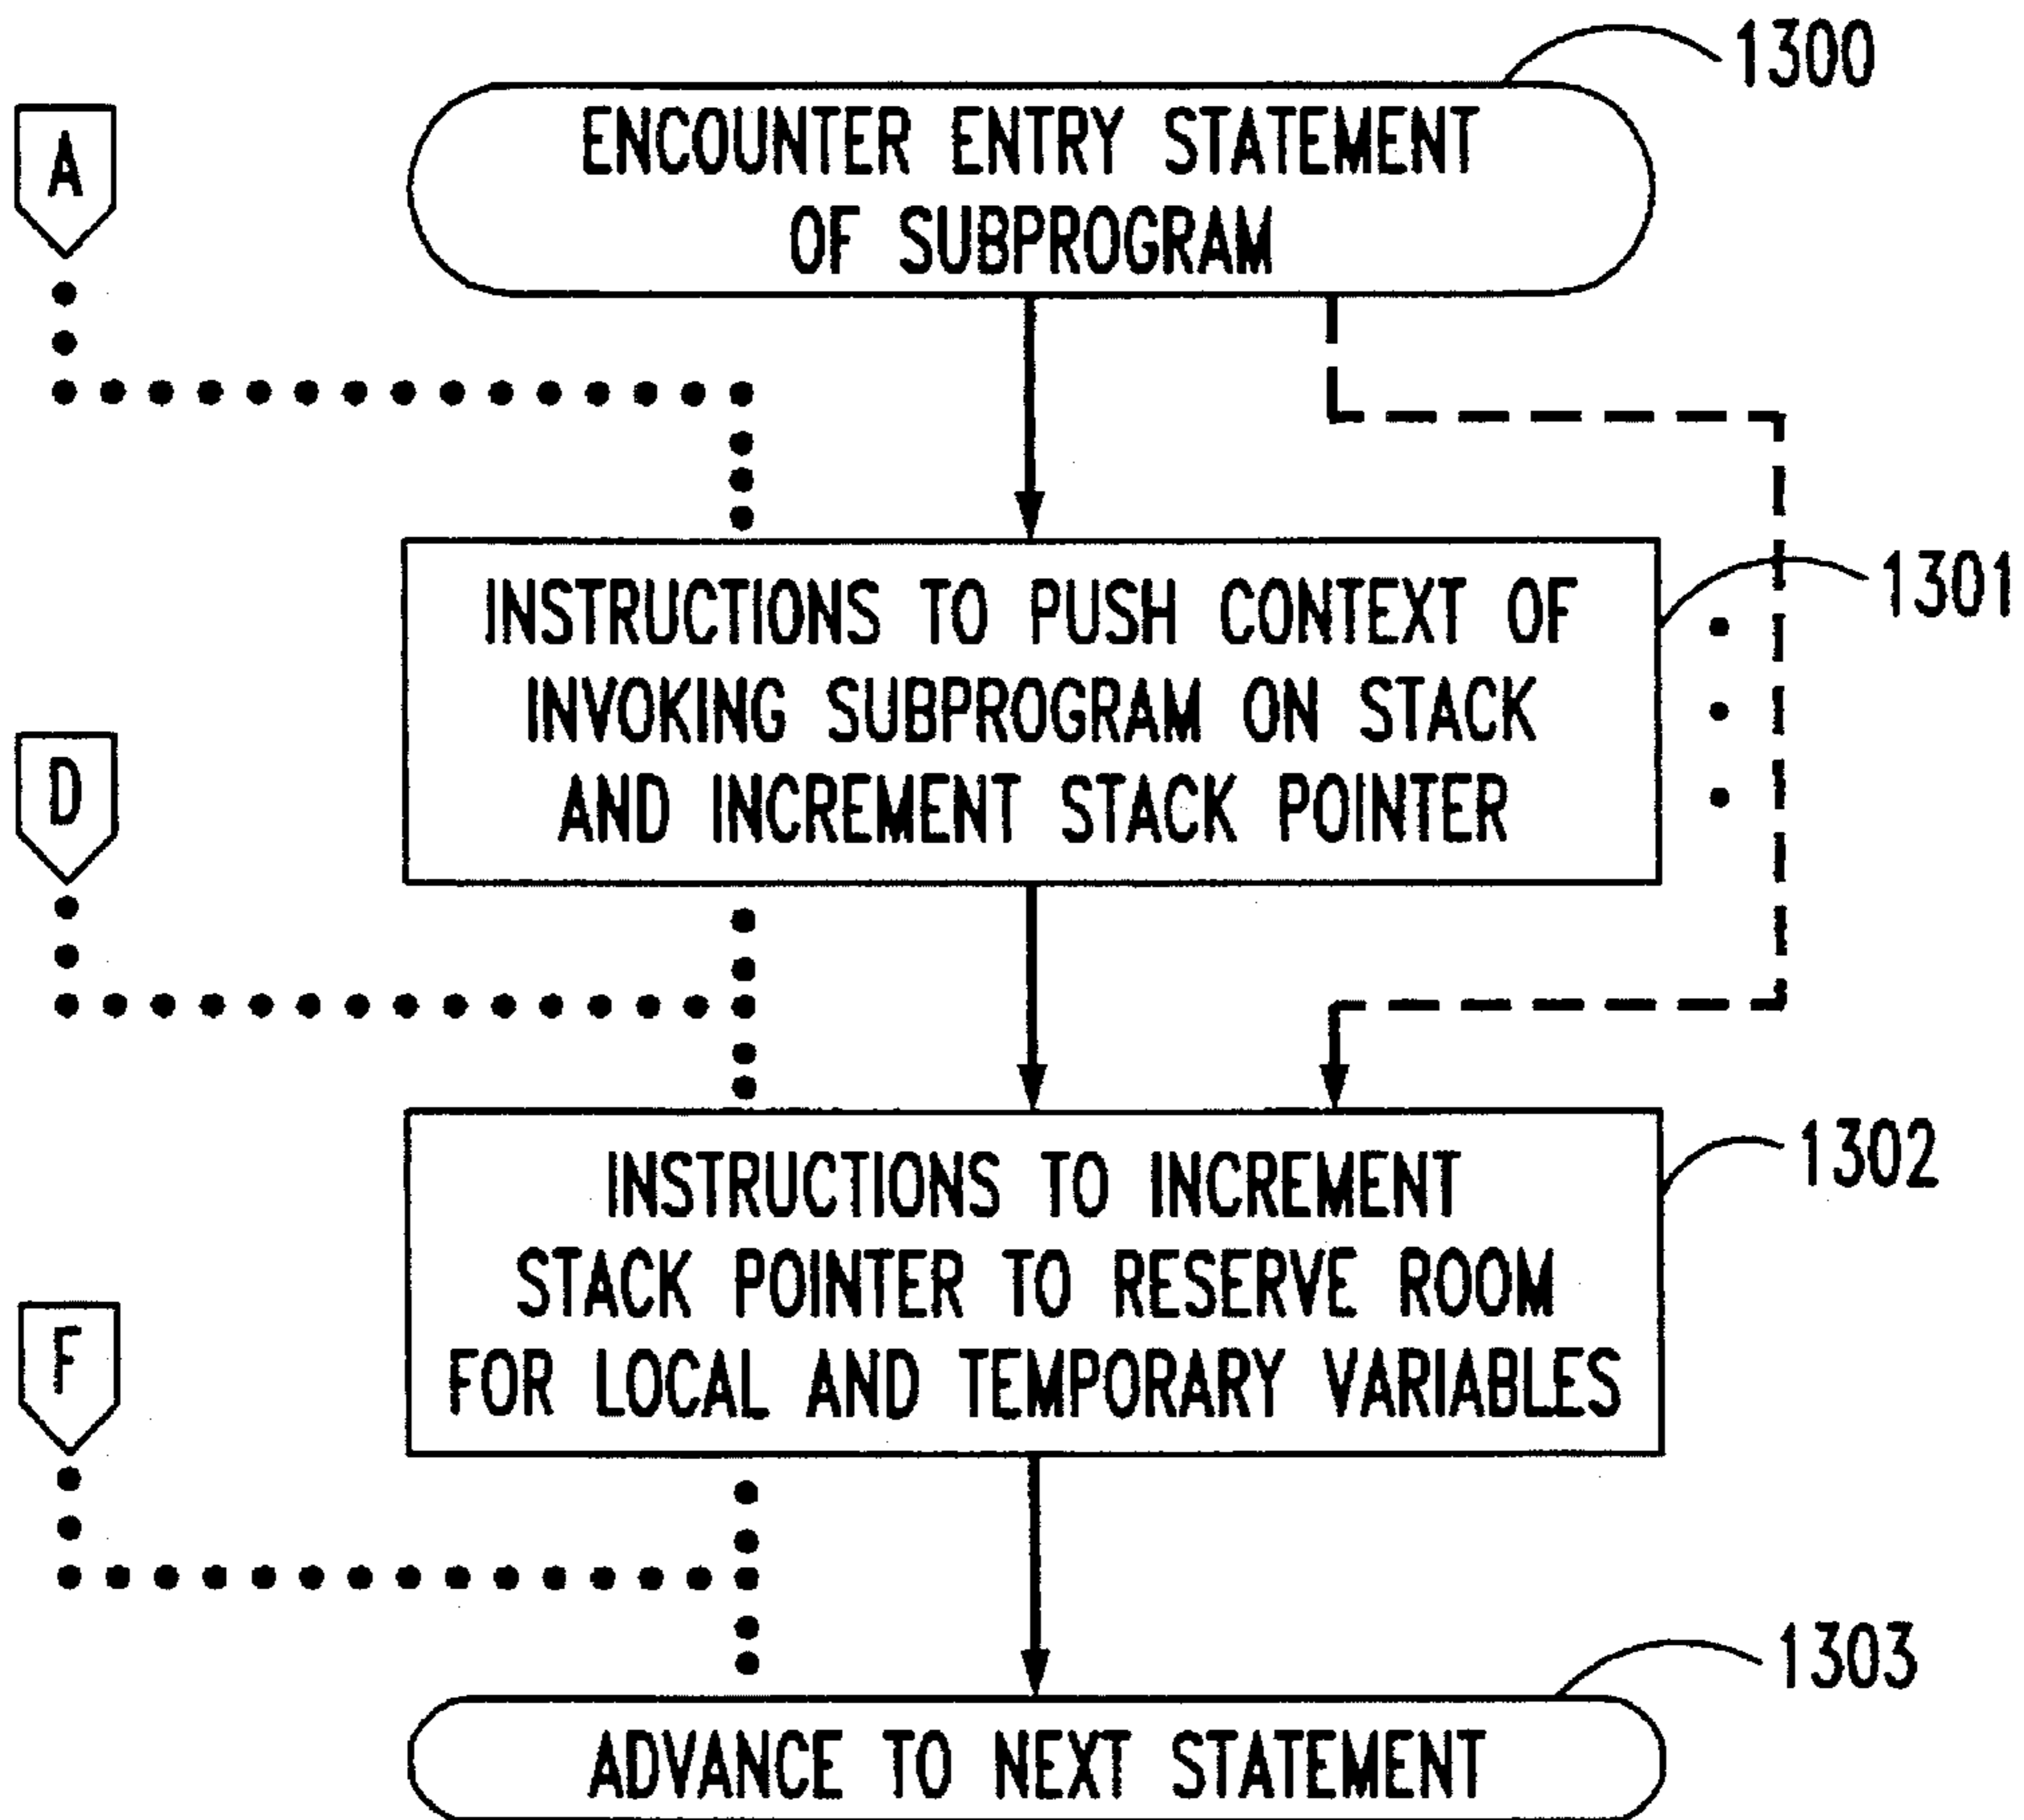 1300
A
ENCOUNTER ENTRY STATEMENT
OF SUBPROGRAM
1301
INSTRUCTIONS TO PUSH CONTEXT OF
INVOKING SUBPROGRAM ON STACK
AND INCREMENT STACK POINTER
D
1302
INSTRUCTIONS TO INCREMENT
STACK POINTER TO RESERVE ROOM
FOR LOCAL AND TEMPORARY VARIABLES
F
1303
ADVANCE TO NEXT STATEMENT